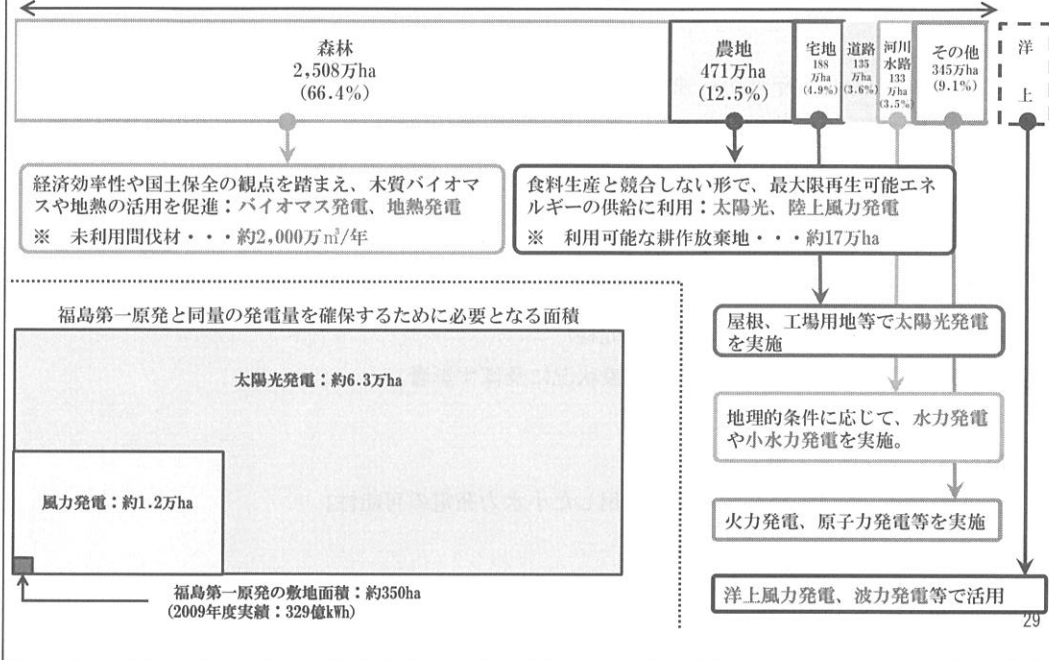 森林
2,508万ha
(66.4%)
農地
471万ha
(12.5%)
宅地
188
万ha
(4.9%)
道路
135
万ha
(3.6%)
河川
水路
133
万ha
(3.5%)
その他
345万ha
(9.1%)
洋
上
経済効率性や国土保全の観点を踏まえ、木質バイオマ
スや地熱の活用を促進：バイオマス発電、地熱発電
※　未利用間伐材・・・約2,000万㎥/年
食料生産と競合しない形で、最大限再生可能エネ
ルギーの供給に利用：太陽光、陸上風力発電
※　利用可能な耕作放棄地・・・約17万ha
福島第一原発と同量の発電量を確保するために必要となる面積
太陽光発電：約6.3万ha
風力発電：約1.2万ha
福島第一原発の敷地面積：約350ha
(2009年度実績：329億kWh)
屋根、工場用地等で太陽光発電
を実施
地理的条件に応じて、水力発電
や小水力発電を実施。
火力発電、原子力発電等を実施
洋上風力発電、波力発電等で活用
29